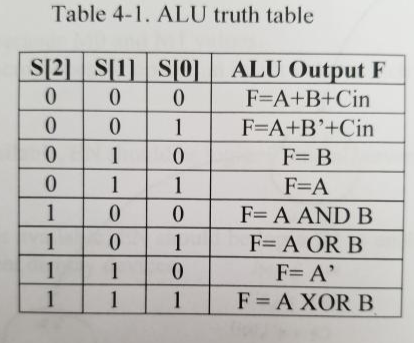 Table 4-1. ALU truth table
S[2] S[1] S[0] ALU Output F
0 0 0 F=A+B+Cin
0 0 1 F=A+B'+Cin
0 1 0 F= B
0 1 1 F=A
1 0 0 F= A AND B
1 0 1 F= A OR B
1 1 0 F= A'
1 1 1 F = A XOR B